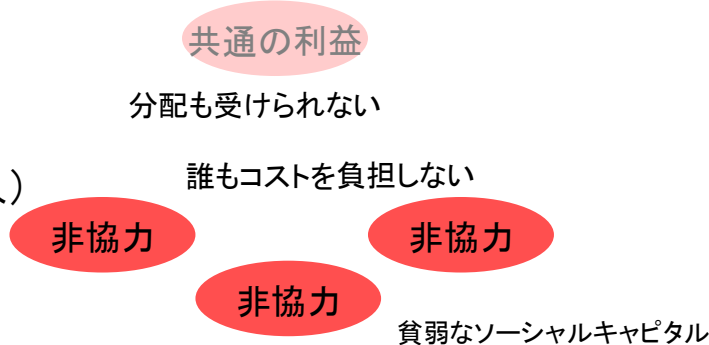 共通の利益
分配も受けられない
誰もコストを負担しない
）
非協力
非協力
非協力
貧弱なソーシャルキャピタル